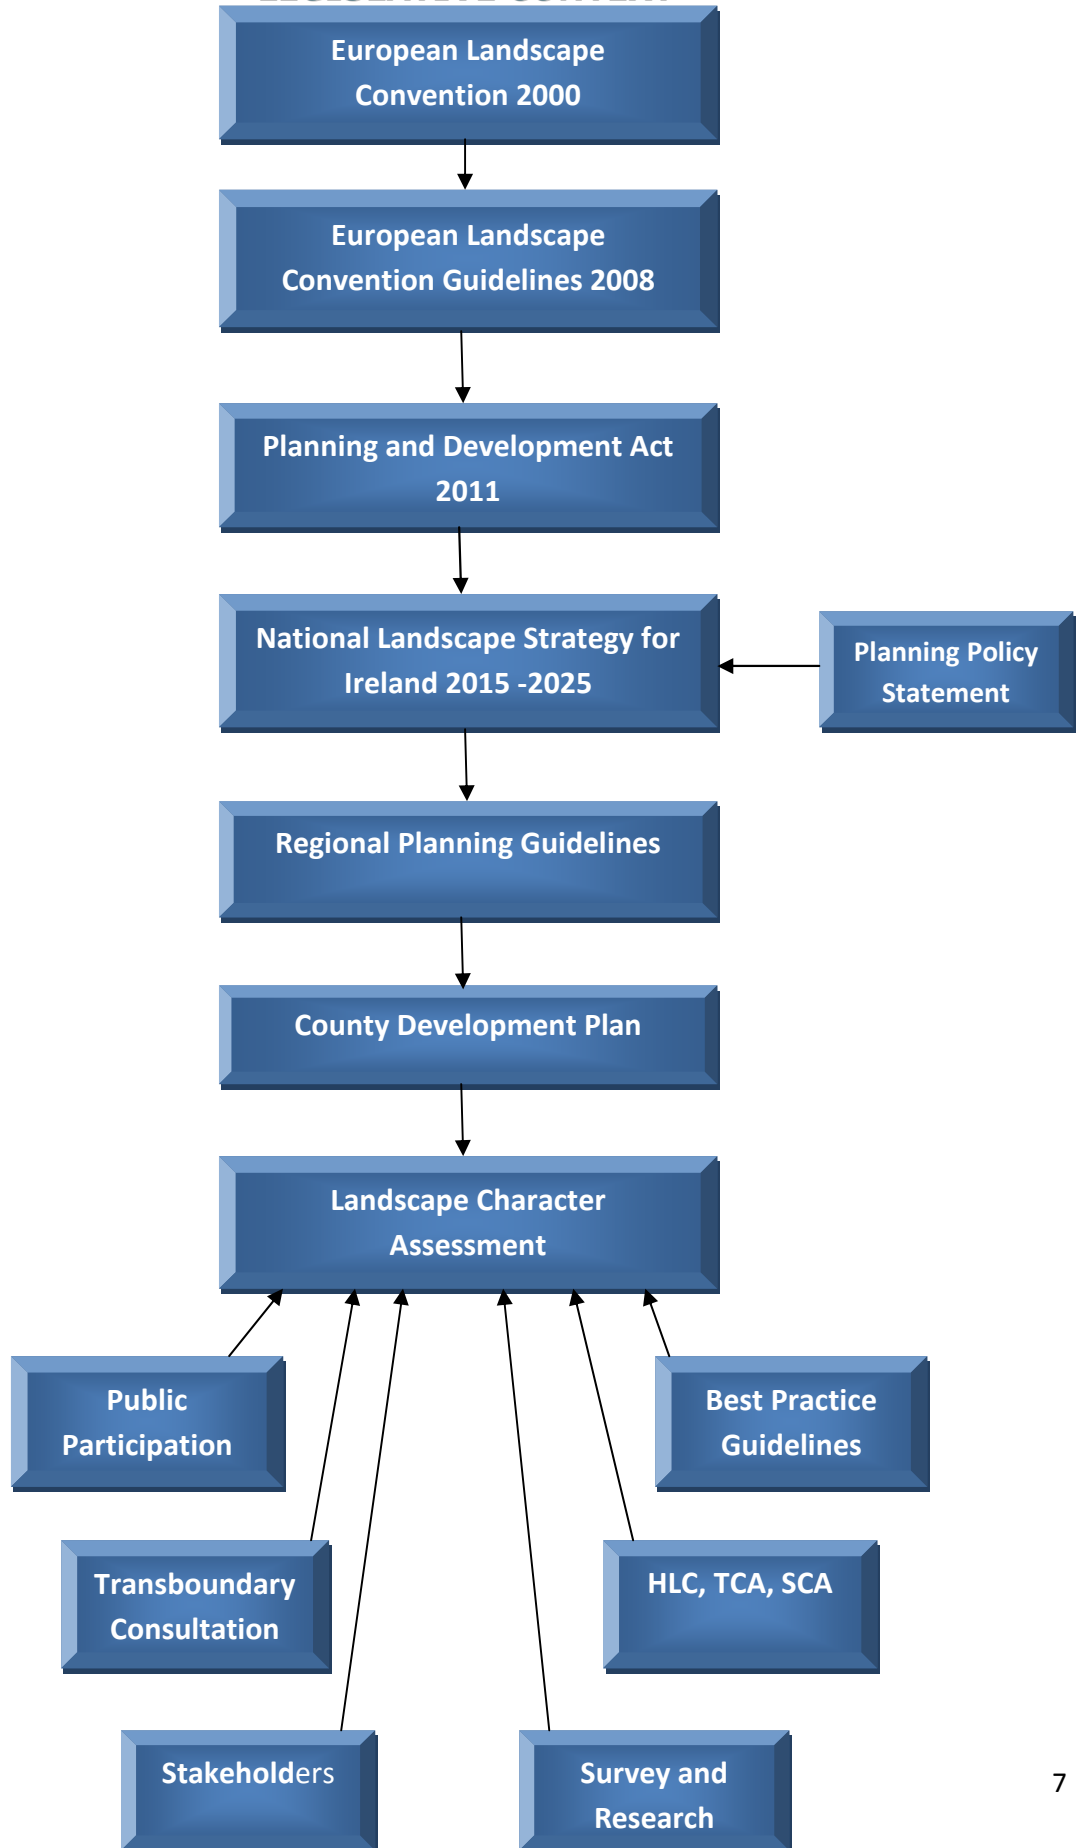 European Landscape
Convention 2000
European Landscape
Convention Guidelines 2008
Planning and Development Act
2011
National Landscape Strategy for
Ireland 2015 -2025
Planning Policy
Statement
Regional Planning Guidelines
County Development Plan
Landscape Character
Assessment
Public
Participation
Best Practice
Guidelines
Transboundary
Consultation
HLC, TCA, SCA
Stakeholders
Survey and
Research
7